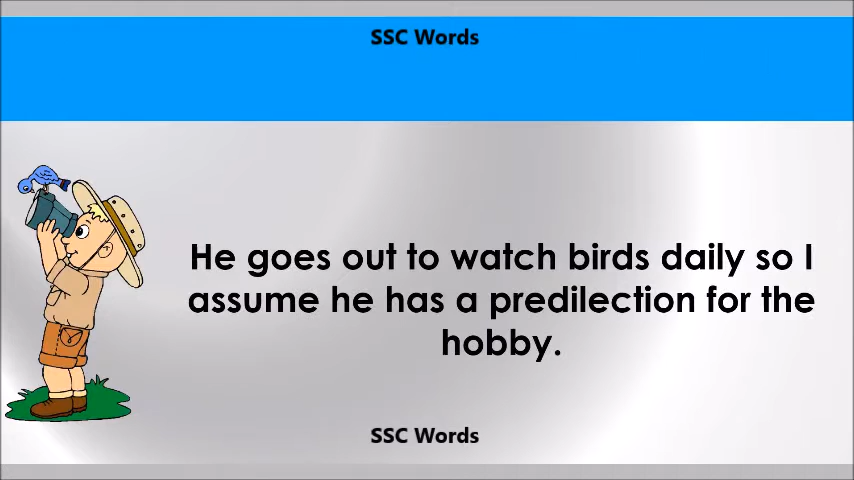 SSC Words
He goes out to watch birds daily so I
assume he has a predilection for the
hobby.
SSC Words